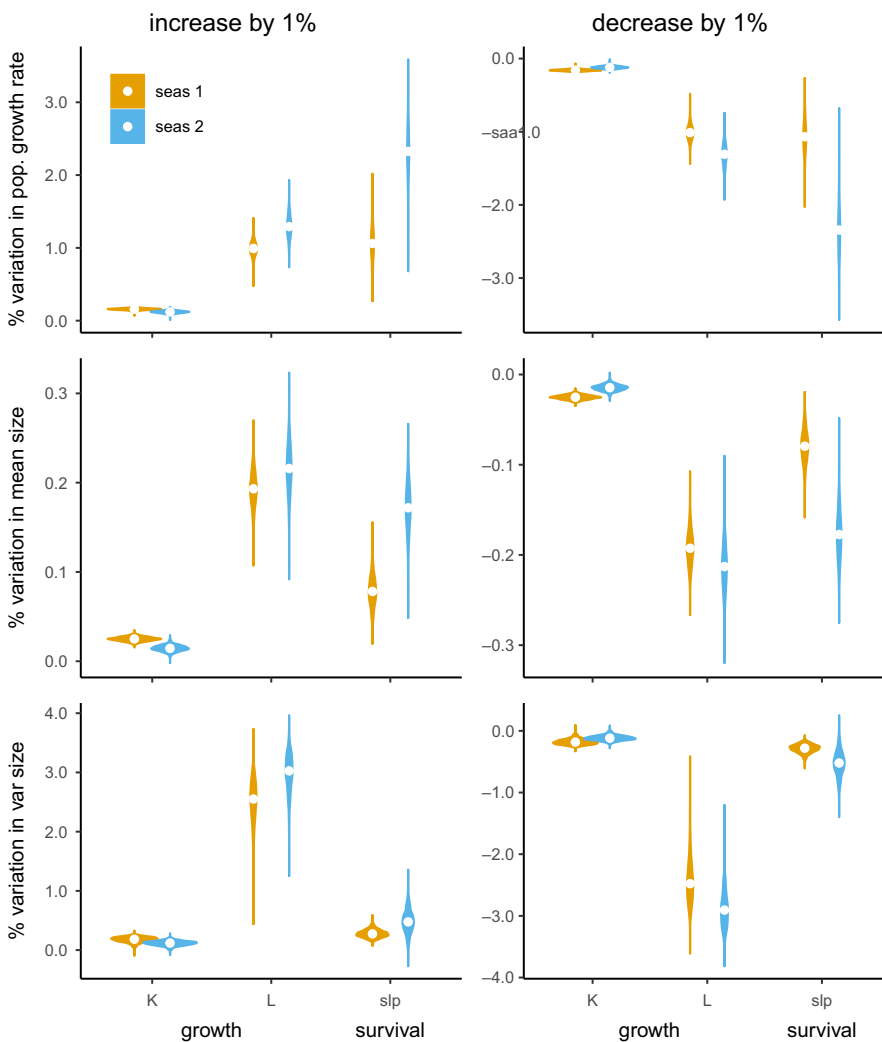 increase by 1%
decrease by 1%
% variation in pop. growth rate
3.0
2.0
1.0
0.0
seas 1
seas 2
0.0
–saaf.0
–2.0
–3.0
% variation in mean size
0.3
0.2
0.1
0.0
0.0
–0.1
–0.2
–0.3
% variation in var size
4.0
3.0
2.0
1.0
0.0
0.0
–1.0
–2.0
–3.0
–4.0
K
L
slp
K
L
slp
growth
survival
growth
survival